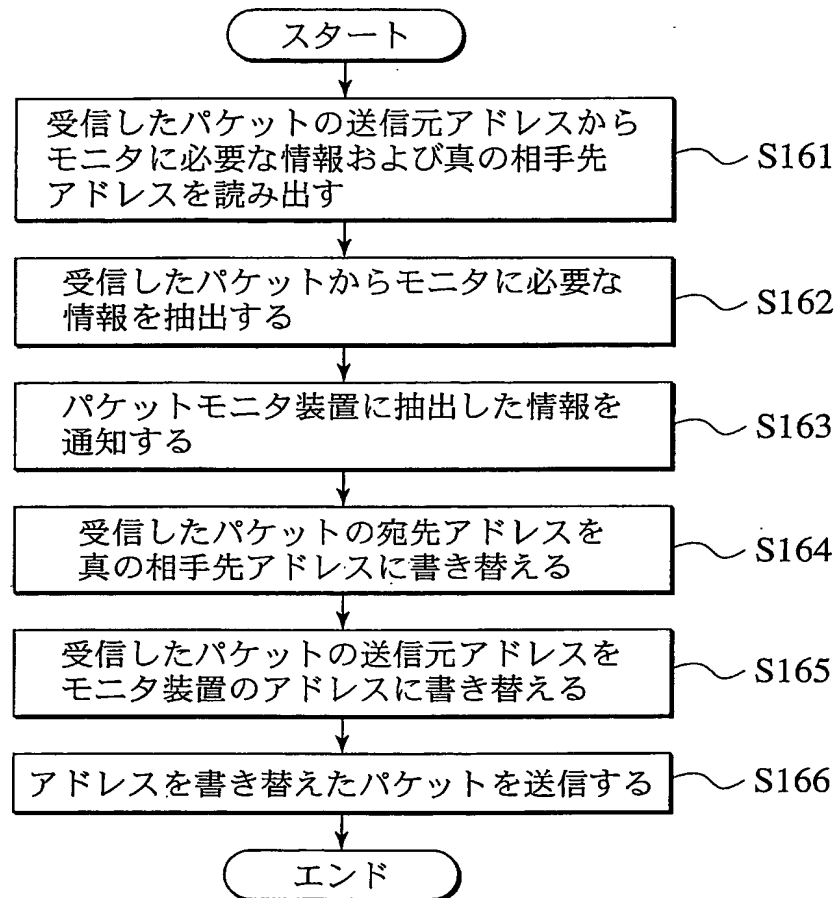 スタート
受信したパケットの送信元アドレスから
モニタに必要な情報および真の相手先
アドレスを読み出す
S161
受信したパケットからモニタに必要な
情報を抽出する
S162
パケットモニタ装置に抽出した情報を
通知する
S163
受信したパケットの宛先アドレスを
真の相手先アドレスに書き替える
S164
受信したパケットの送信元アドレスを
モニタ装置のアドレスに書き替える
S165
アドレスを書き替えたパケットを送信する
S166
エンド